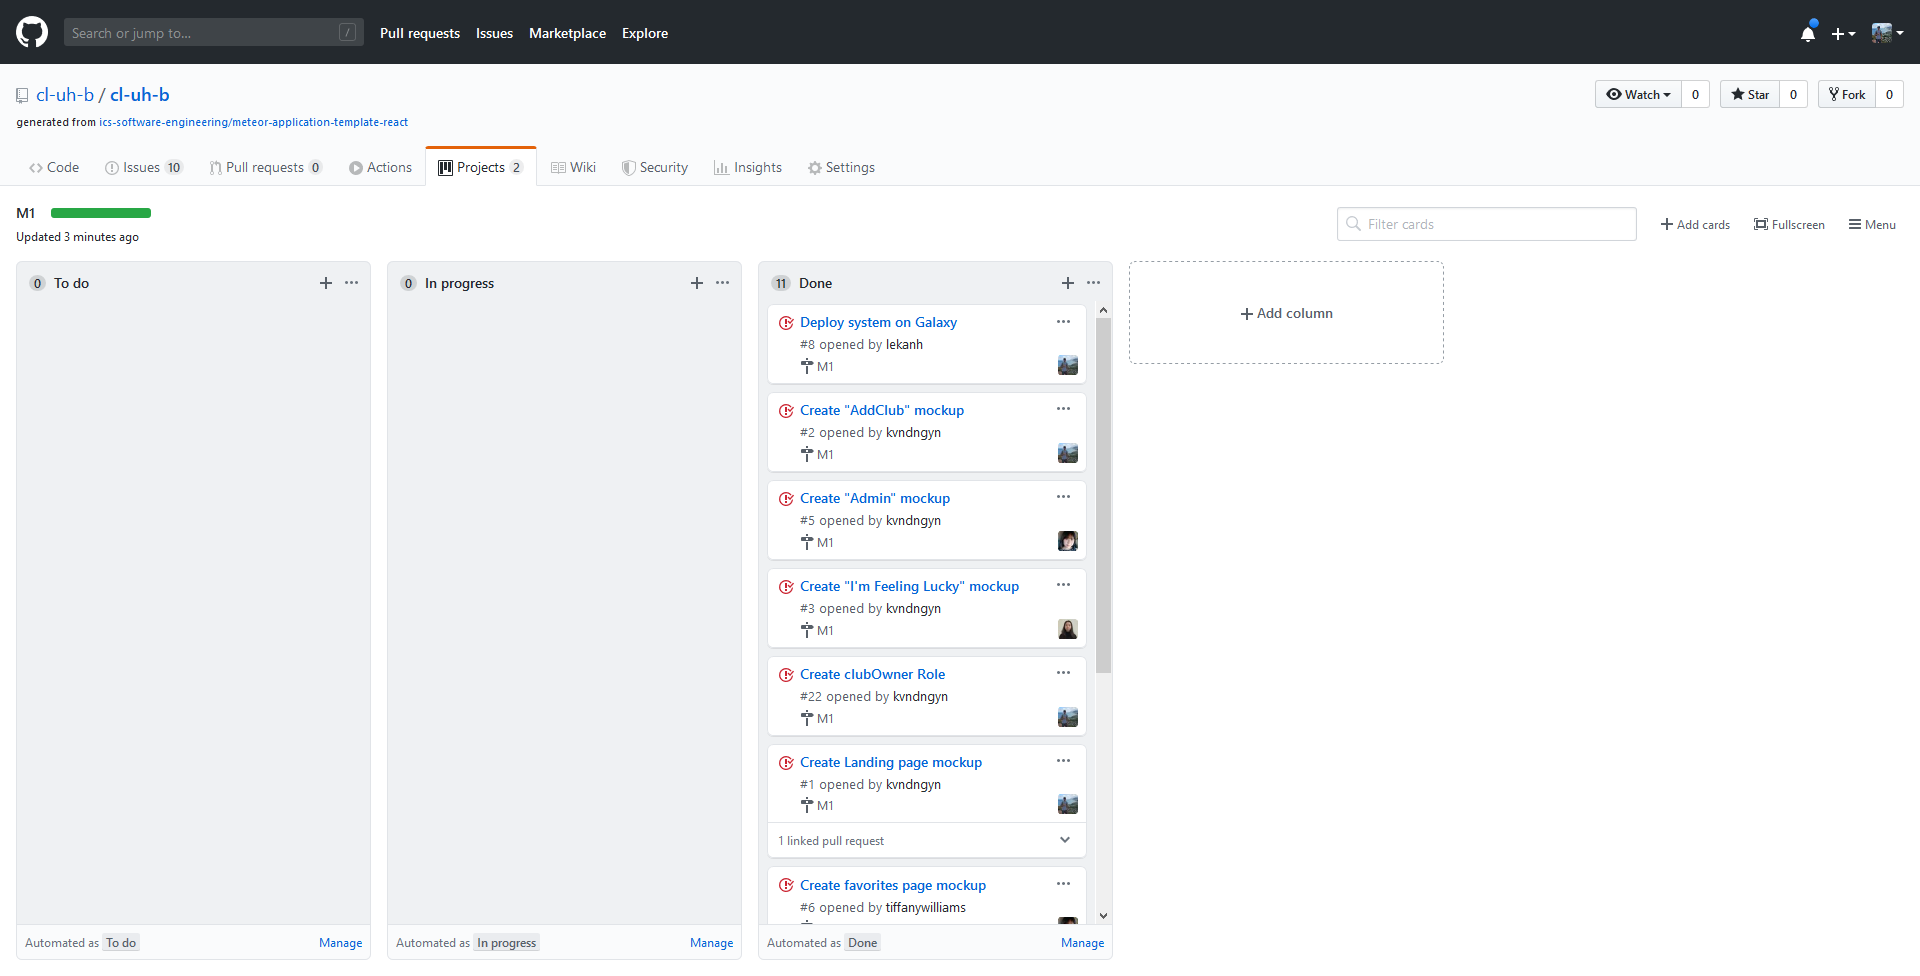 Search or jump to... /
Pull requests Issues Marketplace Explore
cl-uh-b / cl-uh-b
Watch 0 Star 0 Fork 0
generated from ics-software-engineering/meteor-application-template-react
Code Issues 10 Pull requests 0 Actions Projects 2 Wiki Security Insights Settings
M1
Updated 3 minutes ago
Filter cards
Add cards Fullscreen Menu
0 To do
Automated as To do Manage
0 In progress
Automated as In progress Manage
11 Done
Deploy system on Galaxy
#8 opened by lekanh
M1
Create "AddClub" mockup
#2 opened by kvndngyn
M1
Create "Admin" mockup
#5 opened by kvndngyn
M1
Create "I'm Feeling Lucky" mockup
#3 opened by kvndngyn
M1
Create clubOwner Role
#22 opened by kvndngyn
M1
Create Landing page mockup
#1 opened by kvndngyn
M1
1 linked pull request
Create favorites page mockup
#6 opened by tiffanywilliams
Automated as Done Manage
Add column